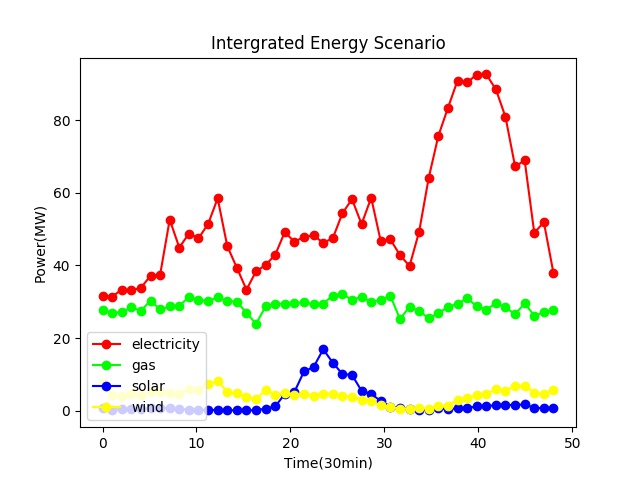 Intergrated Energy Scenario
Power(MW)
80
60
40
20
0
electricity
gas
solar
wind
0 10 20 30 40 50
Time(30min)